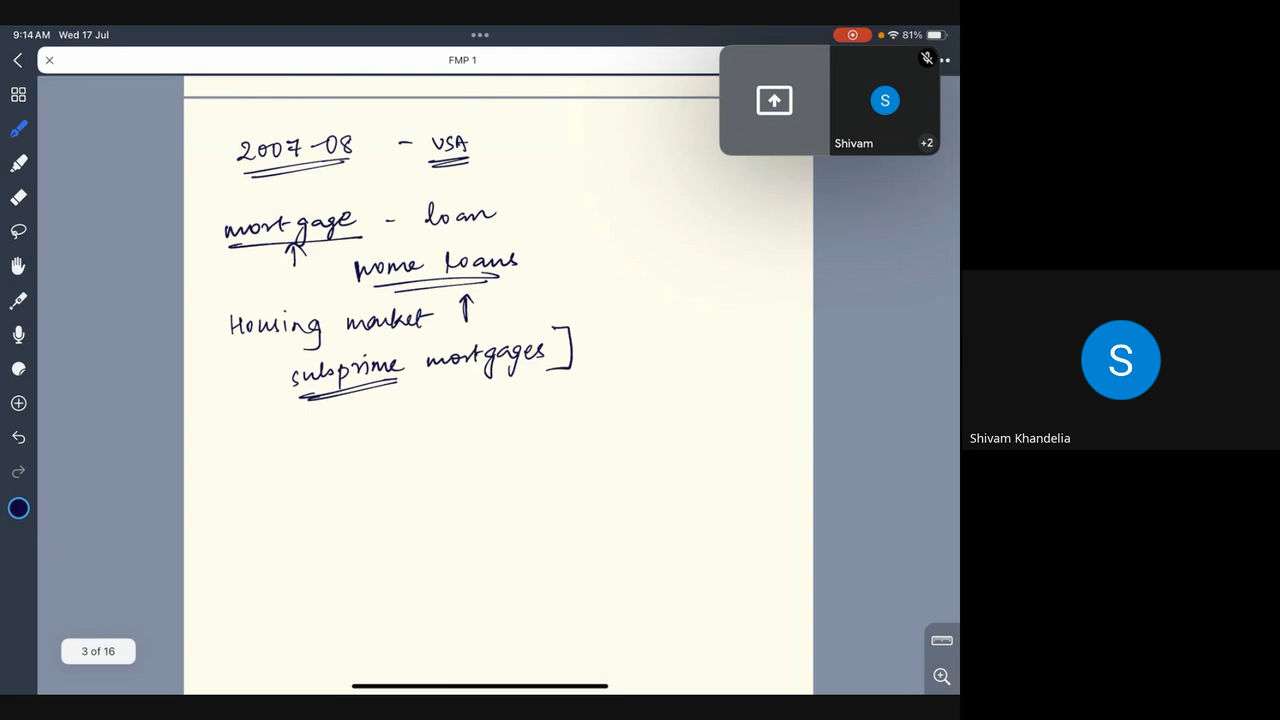 9:14 AM Wed 17 Jul
81%
FMP 1
S
Shivam
+2
2007-08 - USA
mortgage - loan
home loans
Housing market ↑
subprime mortgages]
S
Shivam Khandelia
3 of 16